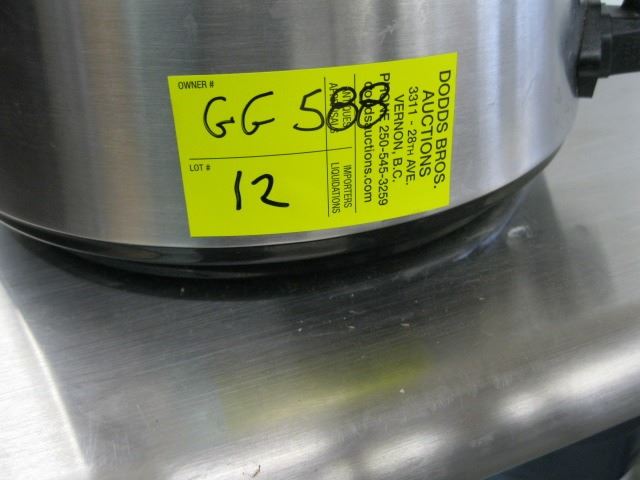 OWNER #
GG 588
LOT #
12
ANTIQUES
APPRAISALS
IMPORTERS
LIQUIDATIONS
DODDS BROS.
AUCTIONS
3311 - 28TH AVE.
VERNON, B.C.
PHONE 250-545-3259
doddsauctions.com